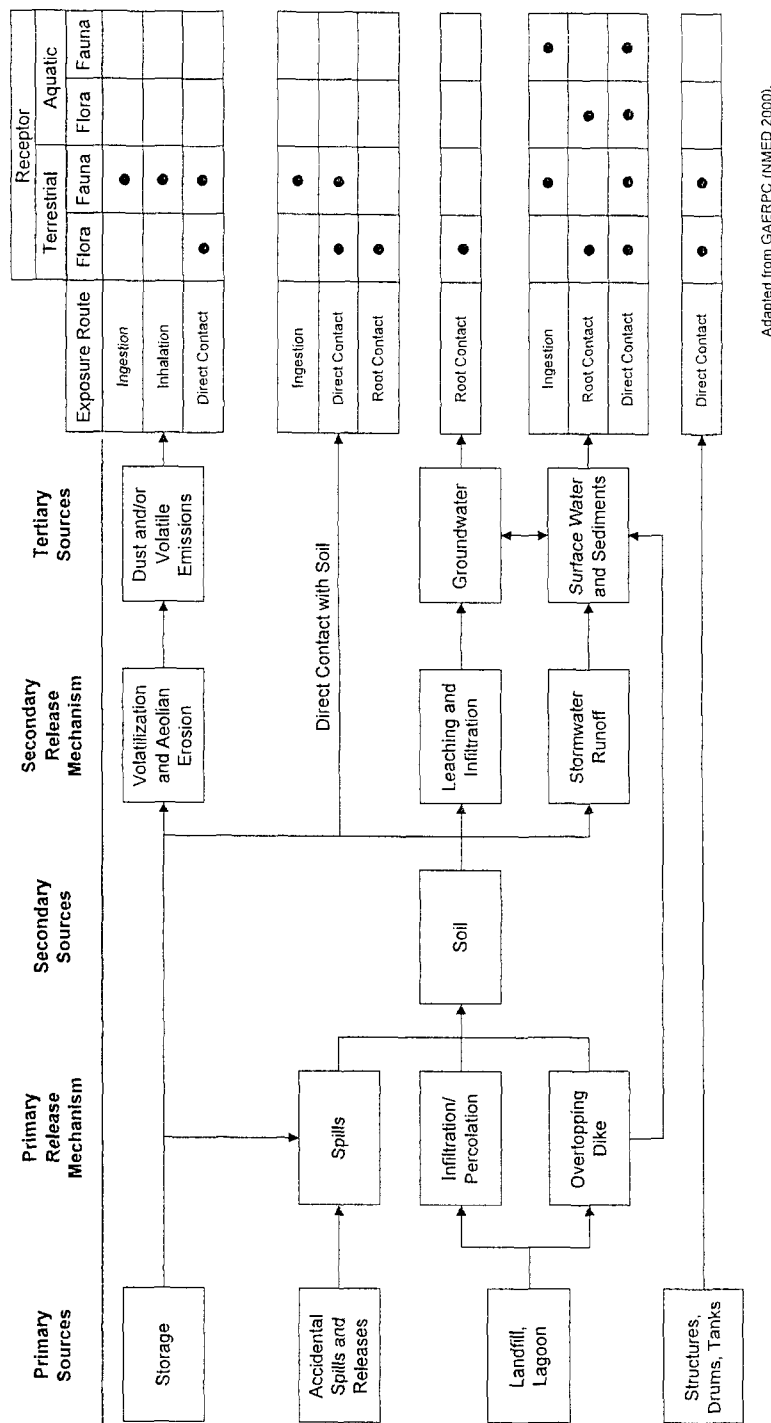 Primary
Sources
Primary
Release
Mechanism
Secondary
Sources
Secondary
Release
Mechanism
Tertiary
Sources
Receptor
Terrestrial
Aquatic
Exposure Route
Flora
Fauna
Flora
Fauna
Storage
Volatilization
and Aeolian
Erosion
Dust and/or
Volatile
Emissions
Ingestion
Inhalation
Direct Contact
Accidental
Spills and
Releases
Spills
Direct Contact with Soil
Ingestion
Direct Contact
Root Contact
Landfill,
Lagoon
Infiltration/
Percolation
Soil
Leaching and
Infiltration
Groundwater
Root Contact
Overtopping
Dike
Stormwater
Runoff
Surface Water
and Sediments
Ingestion
Root Contact
Direct Contact
Structures,
Drums, Tanks
Direct Contact
Adapted from GAERPC (NMED 2000).